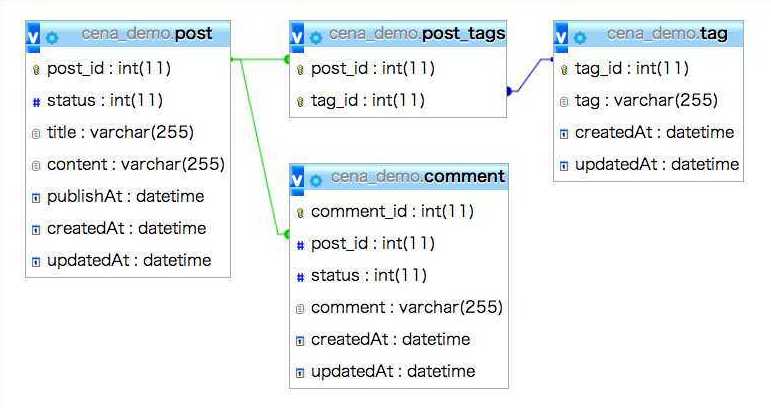 cena_demo.post
post_id : int(11)
status : int(11)
title : varchar(255)
content : varchar(255)
publishAt : datetime
createdAt : datetime
updatedAt : datetime
cena_demo.post_tags
post_id : int(11)
tag_id : int(11)
cena_demo.comment
comment_id : int(11)
post_id : int(11)
status : int(11)
comment : varchar(255)
createdAt : datetime
updatedAt : datetime
cena_demo.tag
tag_id : int(11)
tag : varchar(255)
createdAt : datetime
updatedAt : datetime